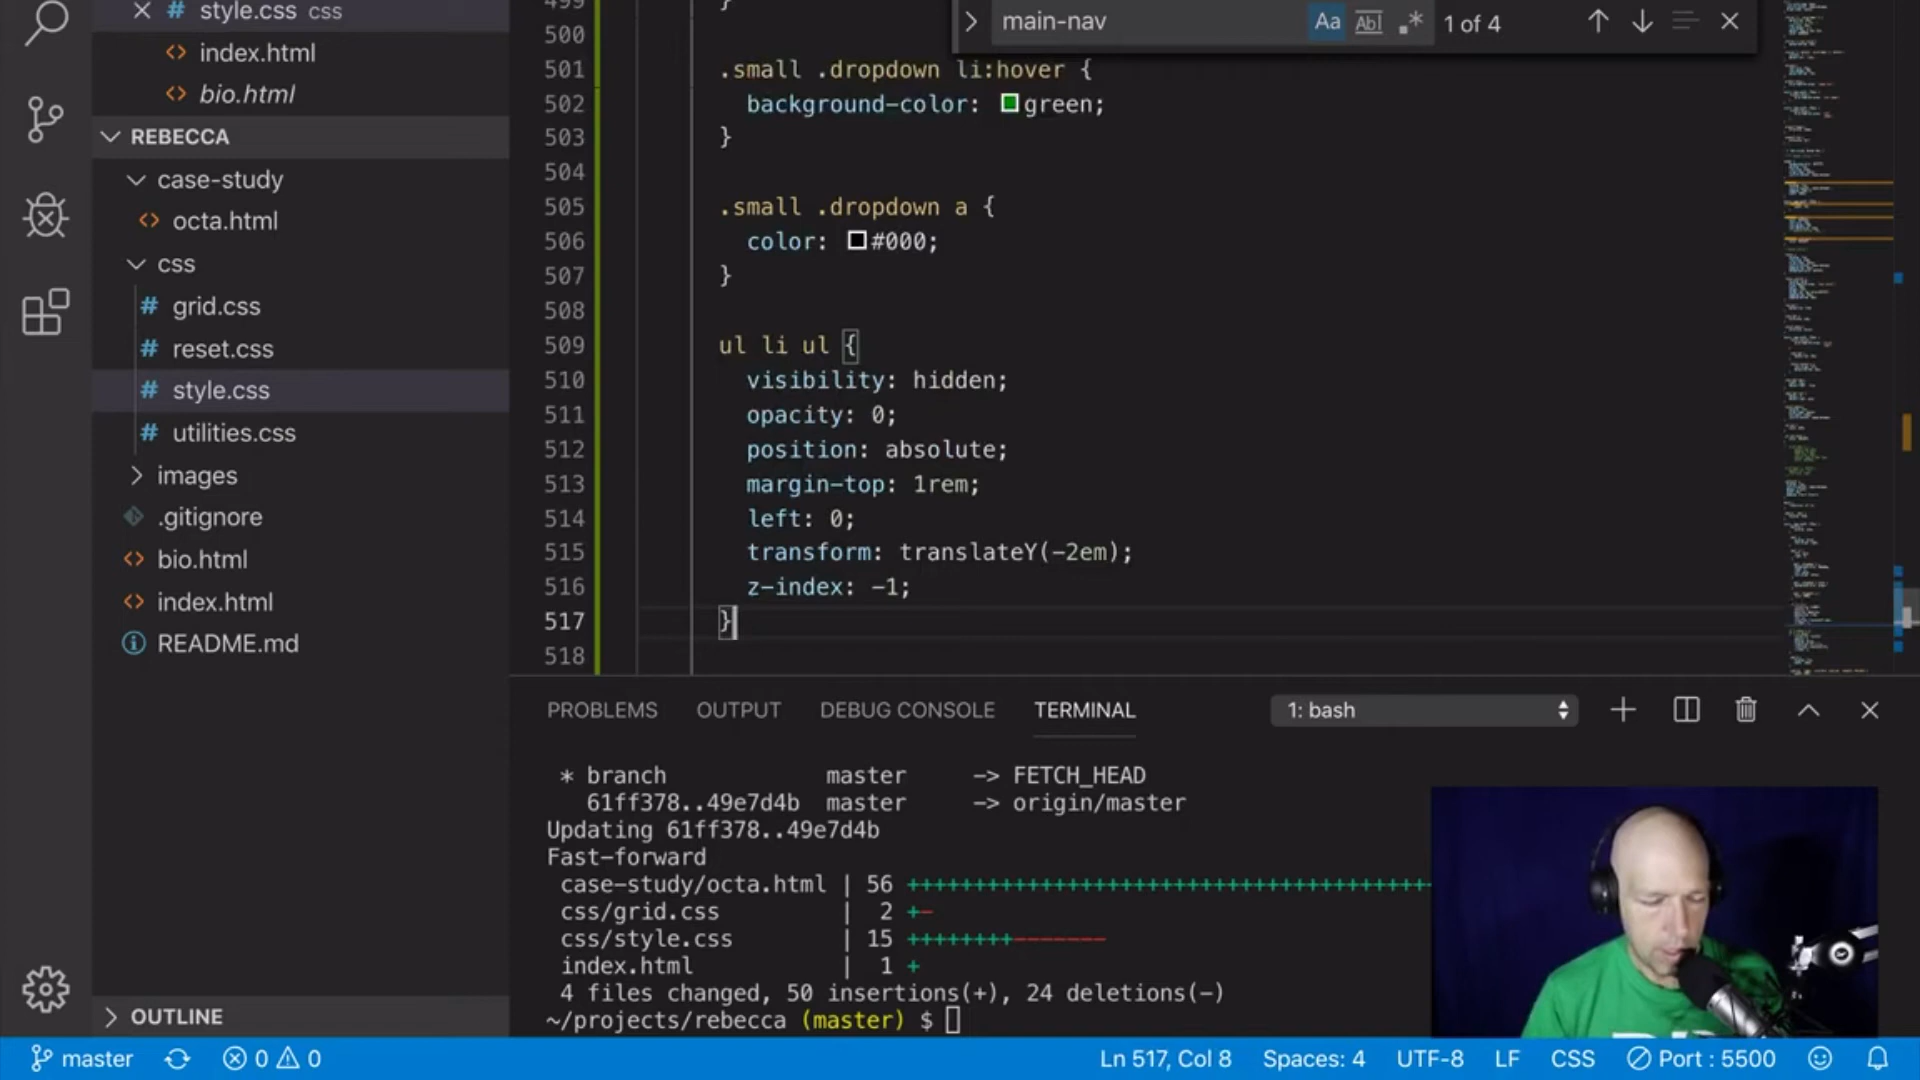 style.css css
index.html
bio.html
REBECCA
case-study
octa.html
css
grid.css
reset.css
style.css
utilities.css
images
.gitignore
bio.html
index.html
README.md
OUTLINE
main-nav
Aa Abl .* 1 of 4
499 }
500
501 .small .dropdown li:hover {
502 background-color: green;
503 }
504
505 .small .dropdown a {
506 color: #000;
507 }
508
509 ul li ul {
510 visibility: hidden;
511 opacity: 0;
512 position: absolute;
513 margin-top: 1rem;
514 left: 0;
515 transform: translateY(-2em);
516 z-index: -1;
517 }
518
PROBLEMS OUTPUT DEBUG CONSOLE TERMINAL 1: bash
* branch master -> FETCH_HEAD
61ff378..49e7d4b master -> origin/master
Updating 61ff378..49e7d4b
Fast-forward
case-study/octa.html | 56 +++++++++++++++++++++++++++++++++++++++
css/grid.css | 2 +-
css/style.css | 15 ++++++++-------
index.html | 1 +
4 files changed, 50 insertions(+), 24 deletions(-)
~/projects/rebecca (master) $
master 0 0 Ln 517, Col 8 Spaces: 4 UTF-8 LF CSS Port : 5500